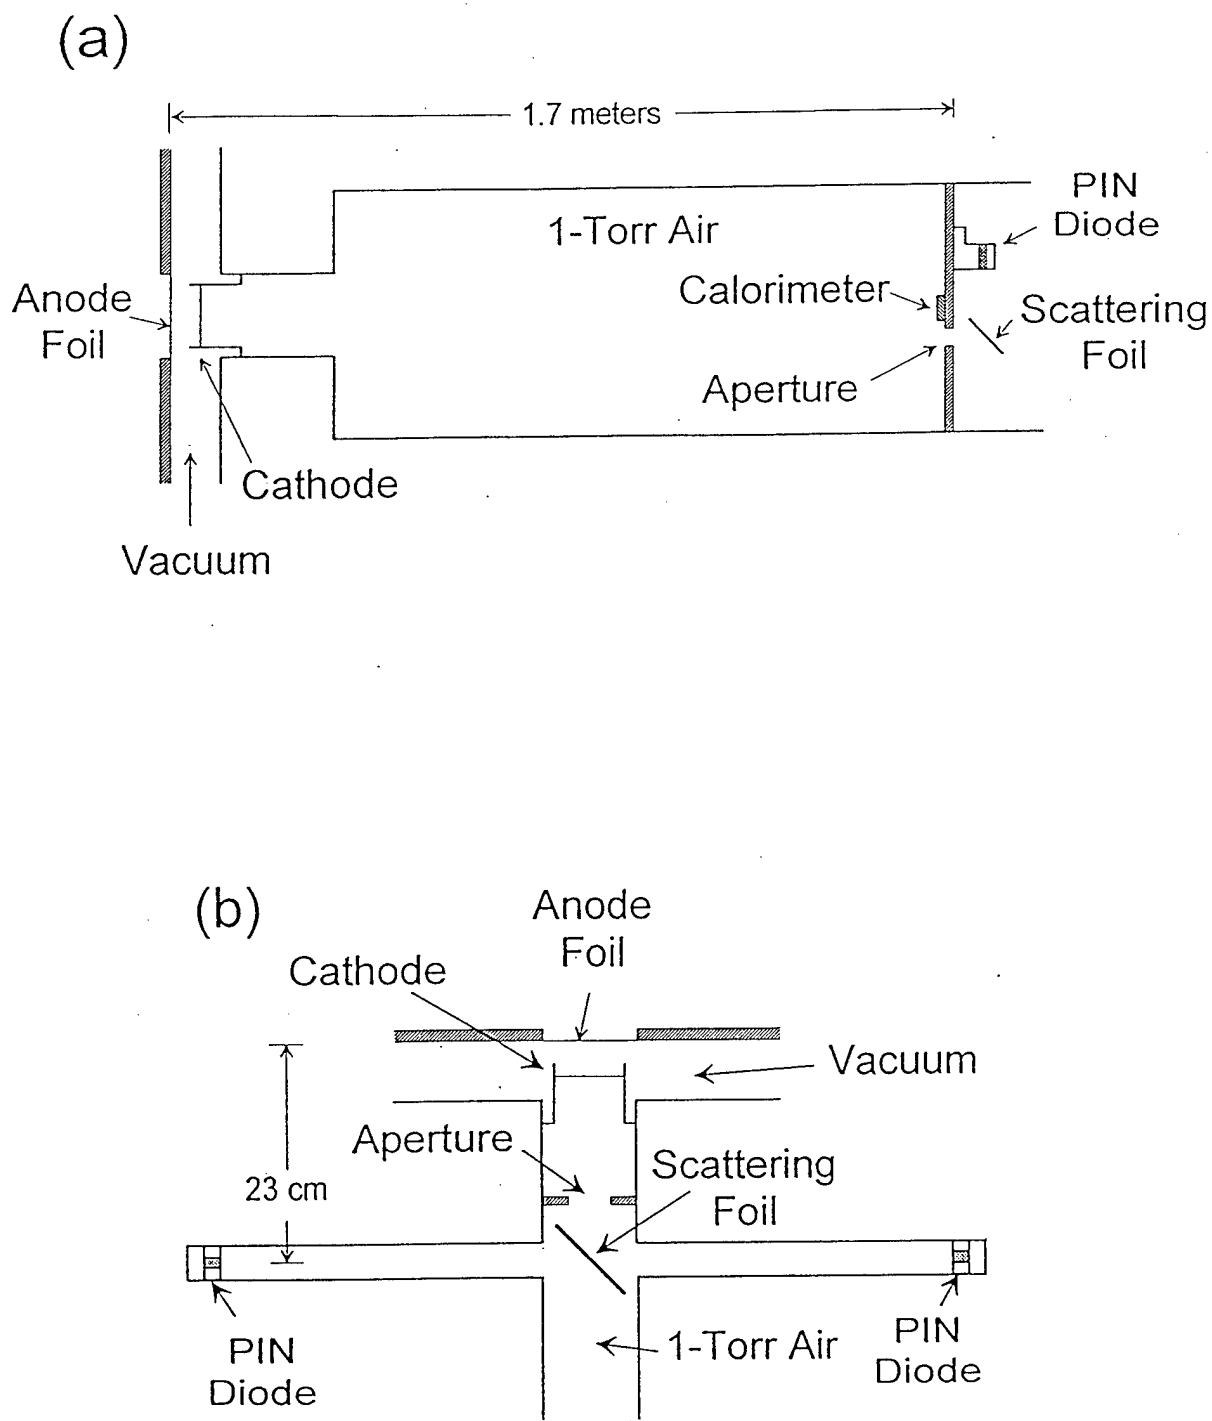 (a)
1.7 meters
PIN
Diode
1-Torr Air
Calorimeter
Anode
Foil
Scattering
Foil
Aperture
Cathode
Vacuum
(b)
Anode
Foil
Cathode
Vacuum
Aperture
Scattering
Foil
23 cm
PIN
Diode
1-Torr Air
PIN
Diode